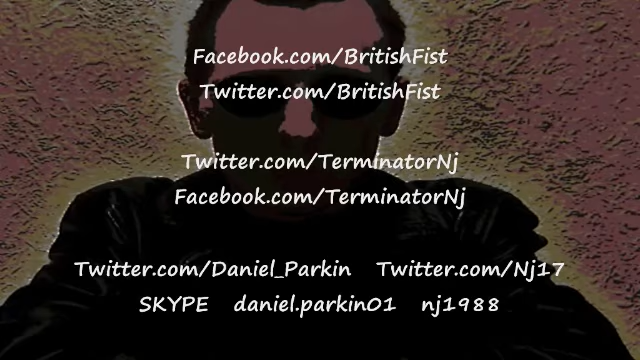 Facebook.com/BritishFist
Twitter.com/BritishFist
Twitter.com/TerminatorNj
Facebook.com/TerminatorNj
Twitter.com/Daniel_Parkin Twitter.com/Nj17
SKYPE daniel.parkin01 nj1988